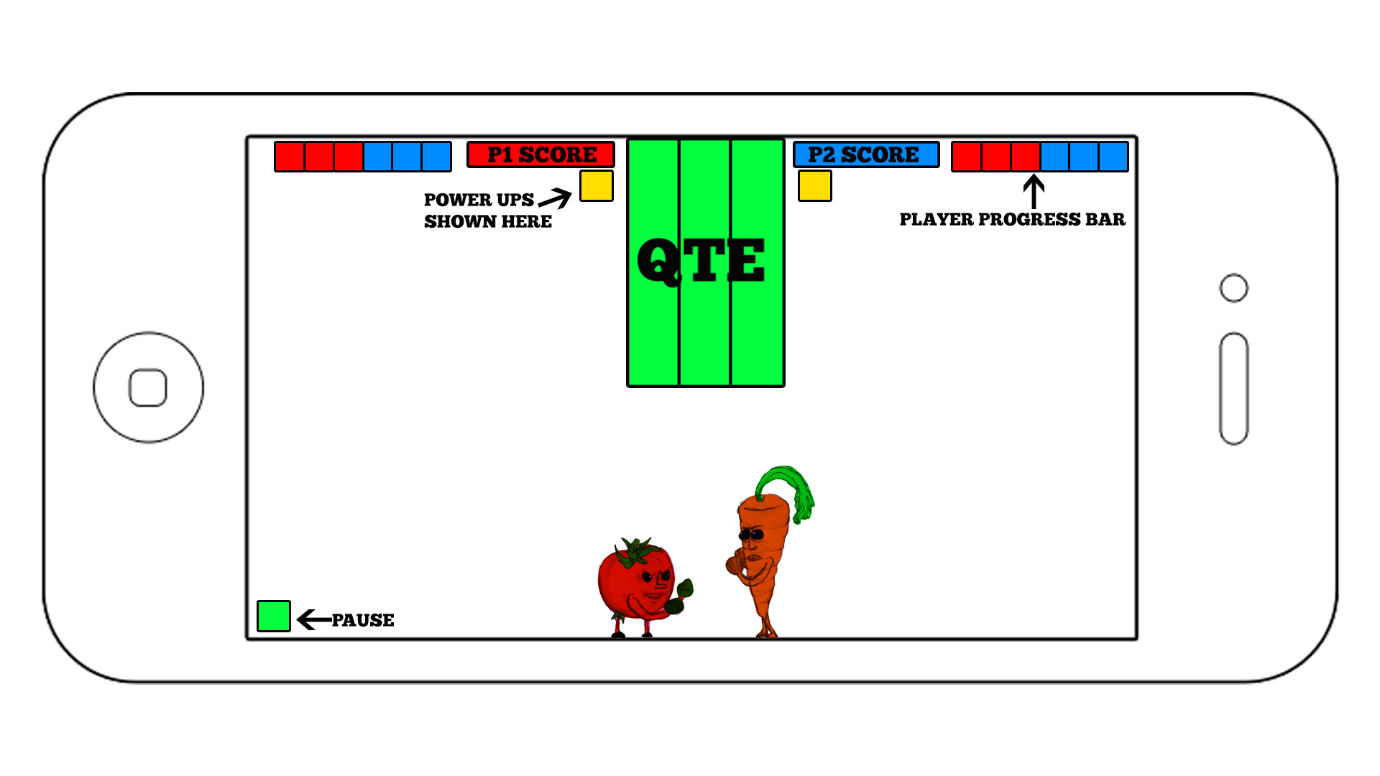 P1 SCORE
P2 SCORE
POWER UPS
SHOWN HERE
PLAYER PROGRESS BAR
QTE
PAUSE